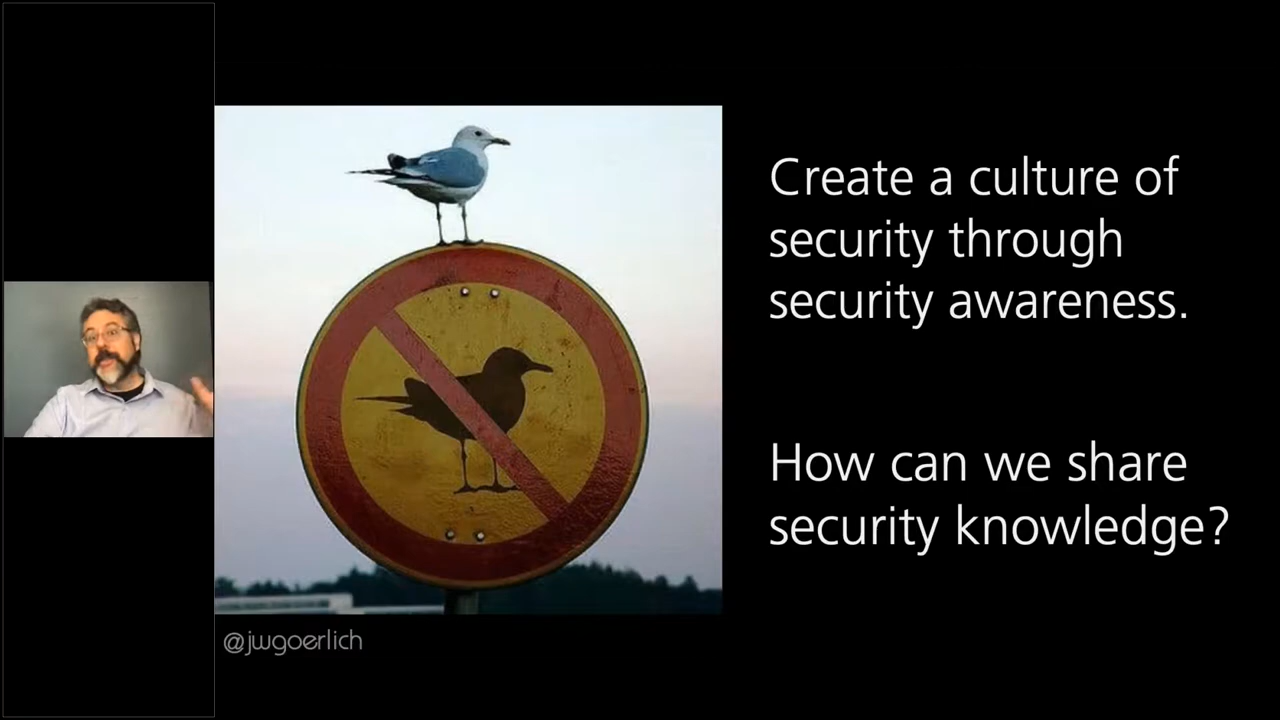 Create a culture of
security through
security awareness.
How can we share
security knowledge?
@jwgoerlich